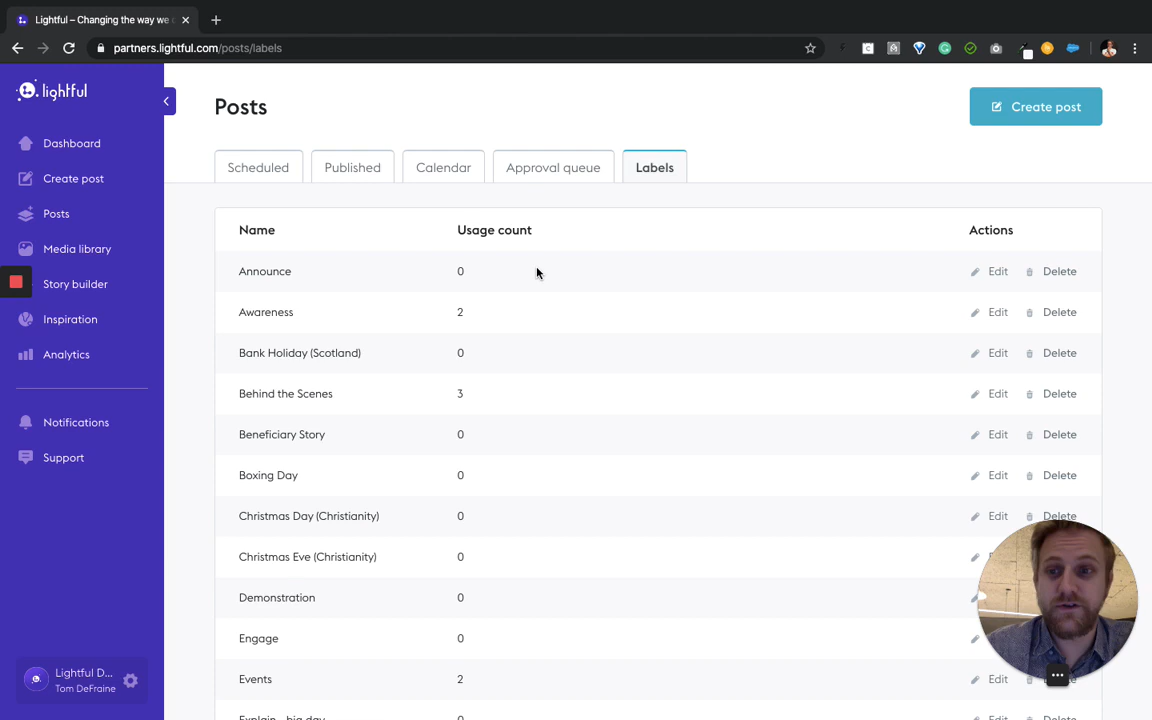 Lightful – Changing the way we
partners.lightful.com/posts/labels
lightful
Dashboard
Create post
Posts
Media library
Story builder
Inspiration
Analytics
Notifications
Support
Lightful D...
Tom DeFraine
Posts
Create post
Scheduled
Published
Calendar
Approval queue
Labels
Name Usage count Actions
Announce 0 Edit Delete
Awareness 2 Edit Delete
Bank Holiday (Scotland) 0 Edit Delete
Behind the Scenes 3 Edit Delete
Beneficiary Story 0 Edit Delete
Boxing Day 0 Edit Delete
Christmas Day (Christianity) 0 Edit Delete
Christmas Eve (Christianity) 0
Demonstration 0
Engage 0
Events 2 Edit
Explain - big day 0